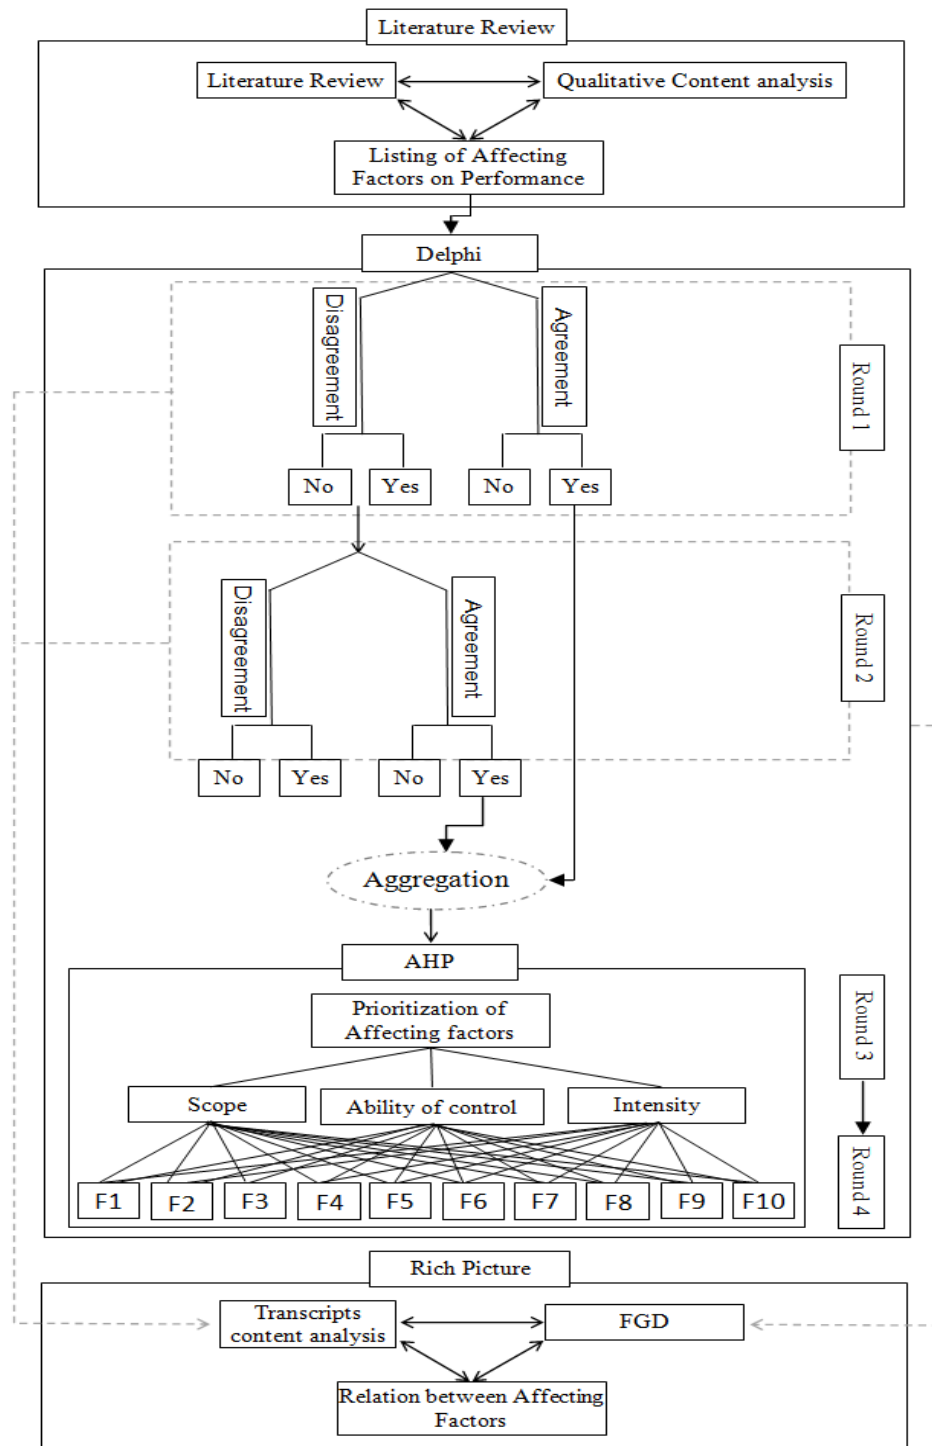 Literature Review
Literature Review
Qualitative Content analysis
Listing of Affecting
Factors on Performance
Delphi
Disagreement
Agreement
Round 1
No
Yes
No
Yes
Disagreement
Agreement
Round 2
No
Yes
No
Yes
Aggregation
AHP
Prioritization of
Affecting factors
Round 3
Scope
Ability of control
Intensity
Round 4
F1
F2
F3
F4
F5
F6
F7
F8
F9
F10
Rich Picture
Transcripts
content analysis
FGD
Relation between Affecting
Factors